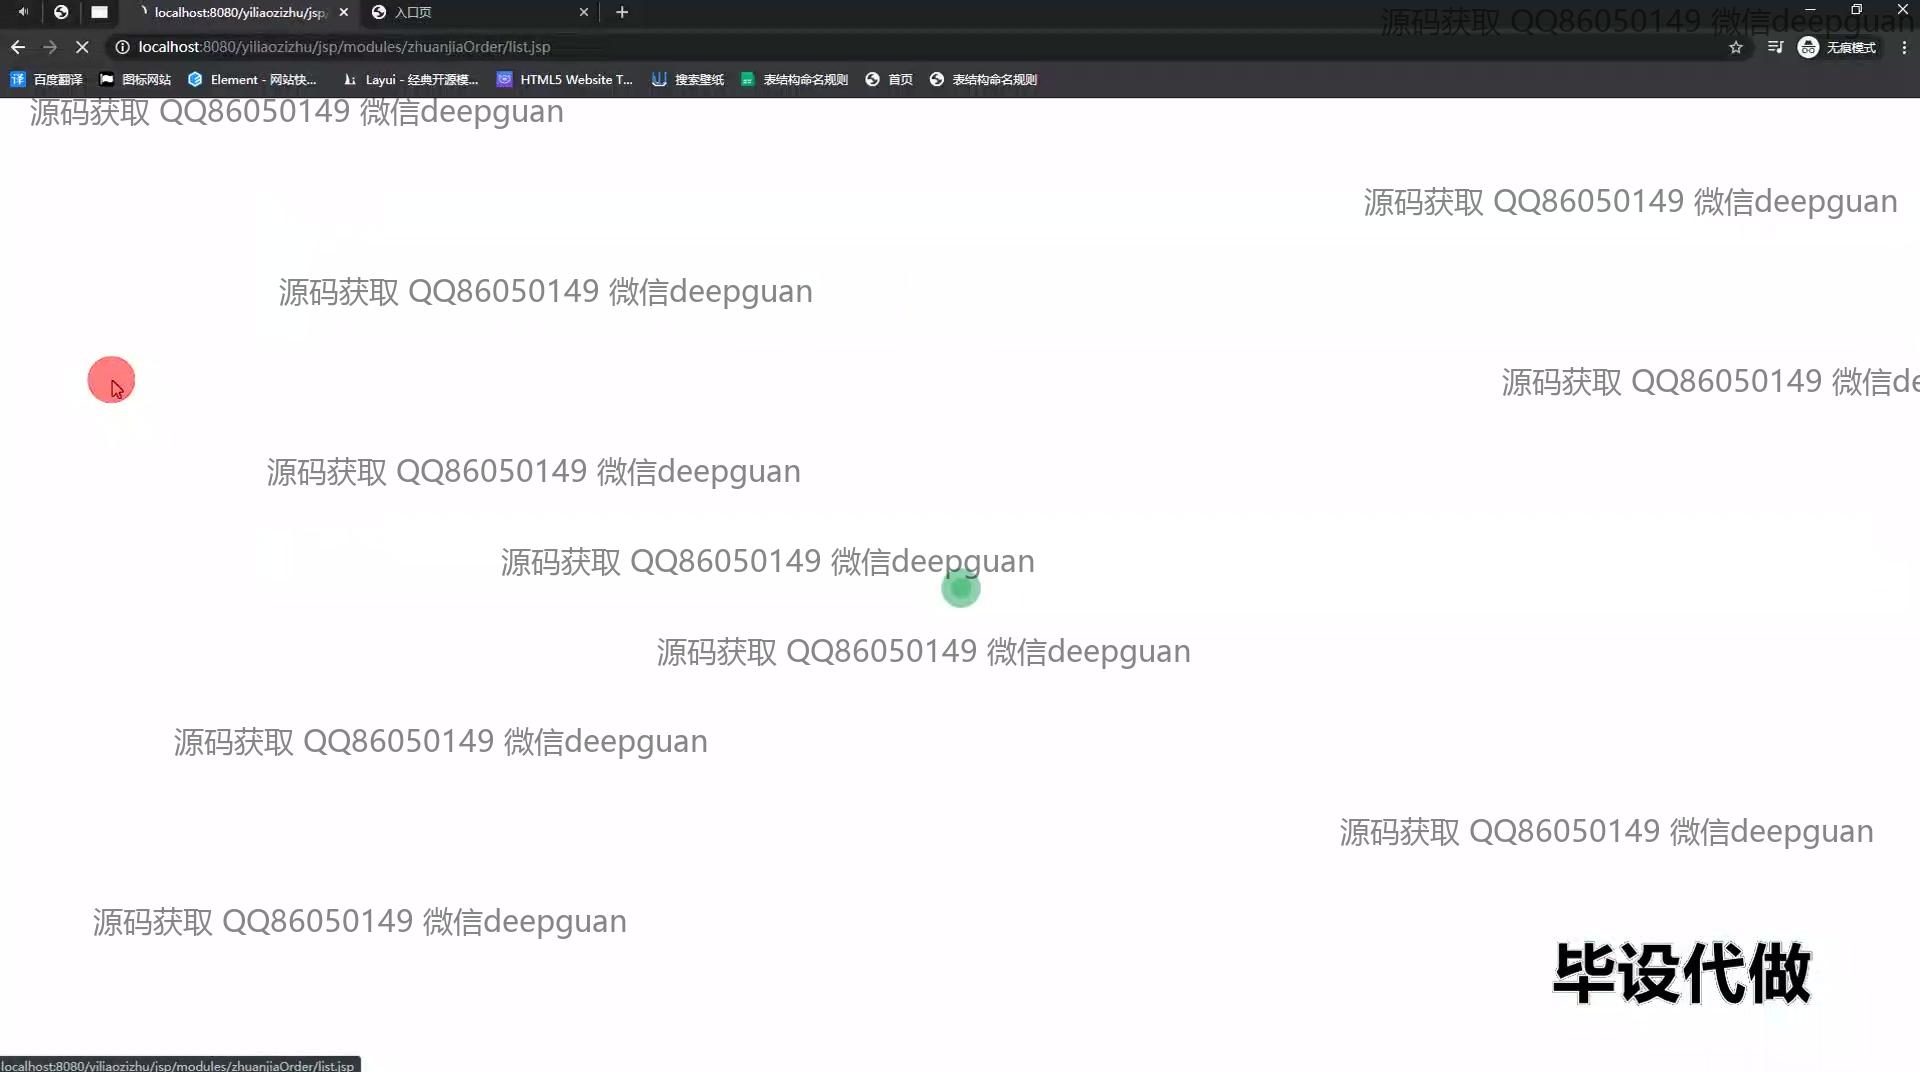 localhost:8080/yiliaozizhu/jsp/
入口页
源码获取 QQ86050149 微信deepguan
localhost:8080/yiliaozizhu/jsp/modules/zhuanjiaOrder/list.jsp
无痕模式
百度翻译
图标网站
Element - 网站快...
Layui - 经典开源模...
HTML5 Website T...
搜索壁纸
表结构命名规则
首页
表结构命名规则
源码获取 QQ86050149 微信deepguan
源码获取 QQ86050149 微信deepguan
源码获取 QQ86050149 微信deepguan
源码获取 QQ86050149 微信de
源码获取 QQ86050149 微信deepguan
源码获取 QQ86050149 微信deepguan
源码获取 QQ86050149 微信deepguan
源码获取 QQ86050149 微信deepguan
源码获取 QQ86050149 微信deepguan
源码获取 QQ86050149 微信deepguan
毕设代做
localhost:8080/yiliaozizhu/jsp/modules/zhuanjiaOrder/list.jsp